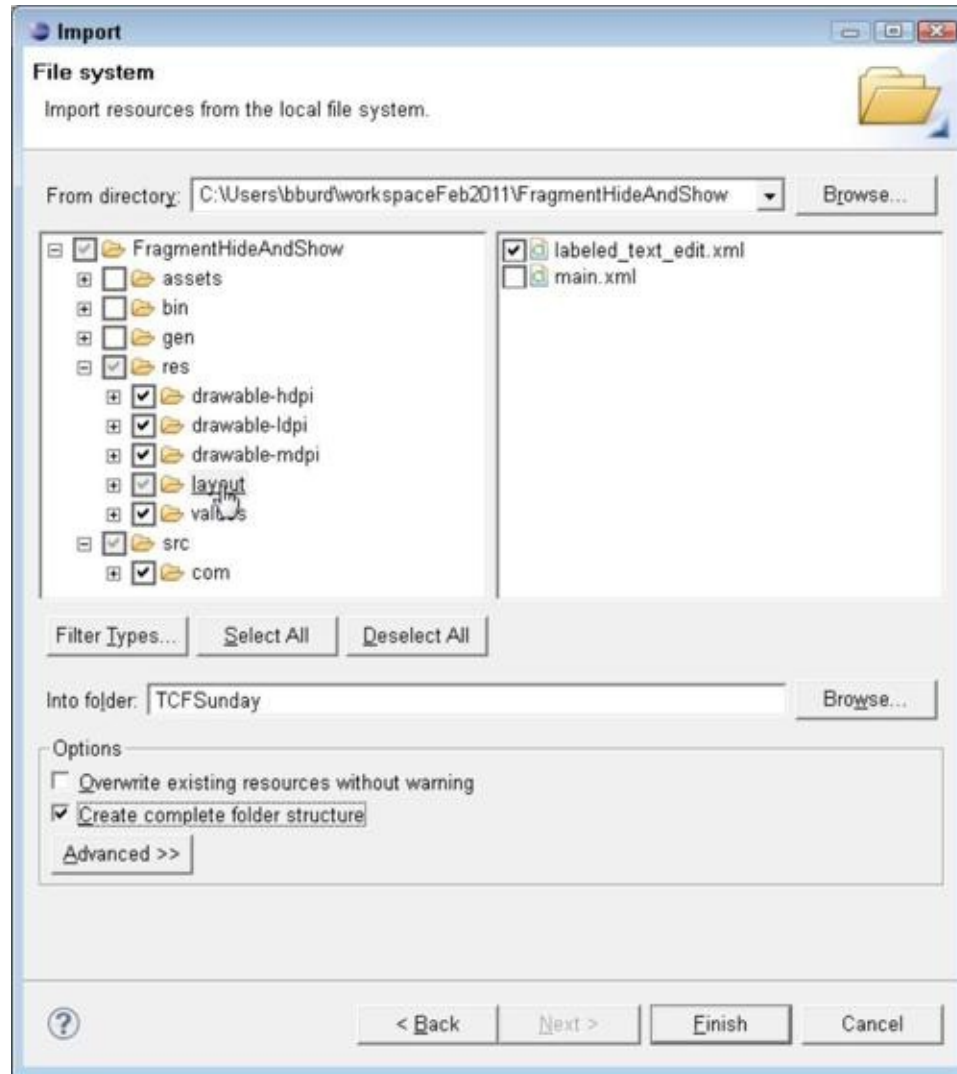 Import
File system
Import resources from the local file system.
From directory: C:\Users\bburd\workspaceFeb2011\FragmentHideAndShow Browse...
FragmentHideAndShow
assets
bin
gen
res
drawable-hdpi
drawable-ldpi
drawable-mdpi
layout
values
src
com
labeled_text_edit.xml
main.xml
Filter Types... Select All Deselect All
Into folder: TCFSunday Browse...
Options
Overwrite existing resources without warning
Create complete folder structure
Advanced >>
? < Back Next > Finish Cancel